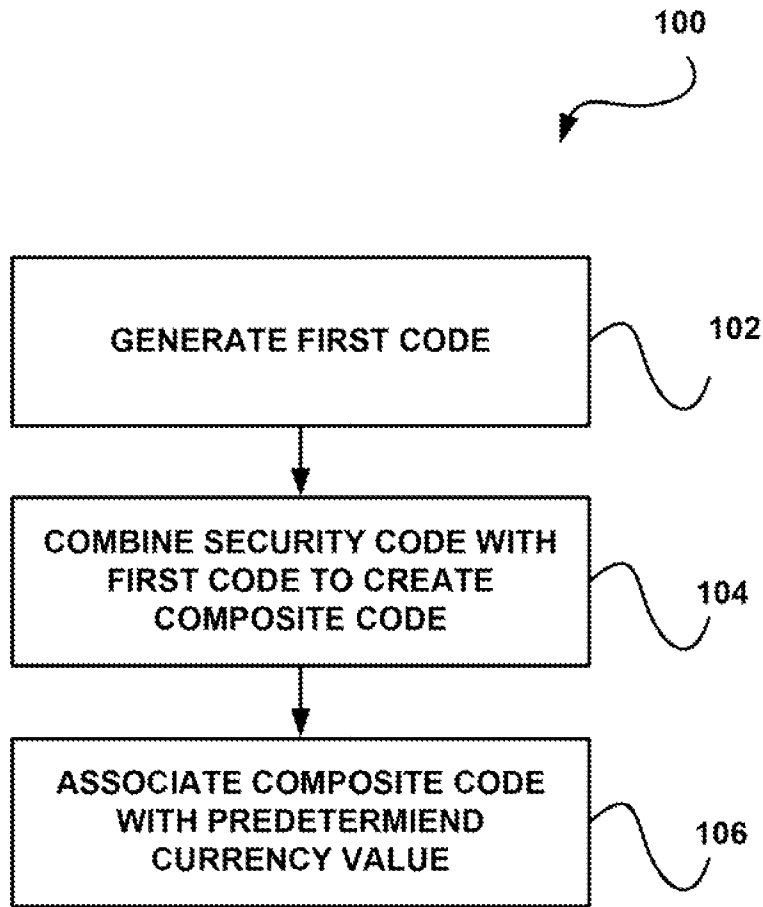 100
GENERATE FIRST CODE
102
COMBINE SECURITY CODE WITH
FIRST CODE TO CREATE
COMPOSITE CODE
104
ASSOCIATE COMPOSITE CODE
WITH PREDETERMIEND
CURRENCY VALUE
106